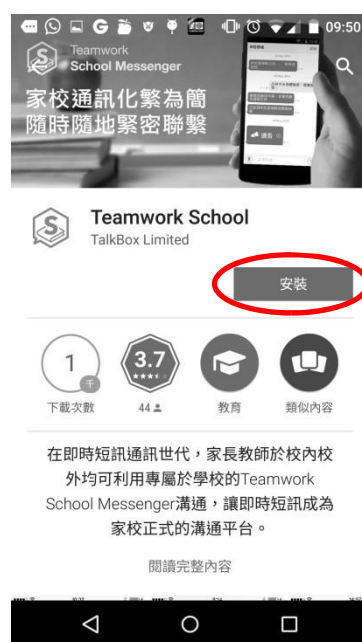 09:50
Teamwork
School Messenger
家校通訊化繁為簡
隨時隨地緊密聯繫
Teamwork School
TalkBox Limited
安裝
1
千
下載次數
3.7
44
教育
類似內容
在即時短訊通訊世代，家長教師於校內校
外均可利用專屬於學校的Teamwork
School Messenger溝通，讓即時短訊成為
家校正式的溝通平台。
閱讀完整內容